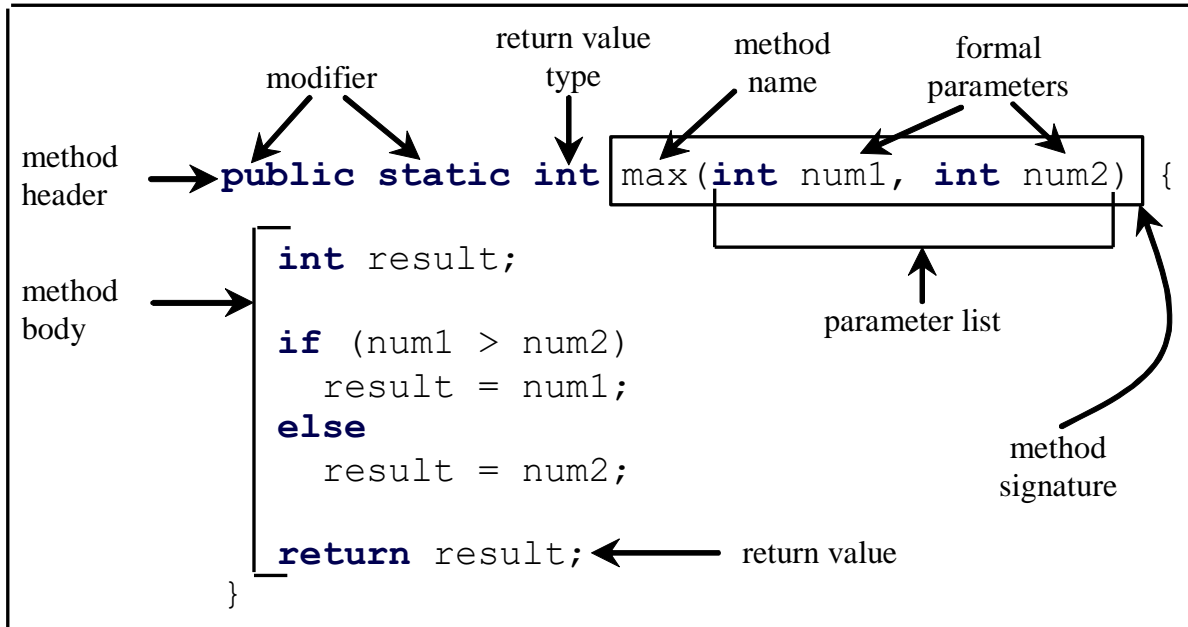 return value
type
method
name
formal
parameters
modifier
method
header
public static int max(int num1, int num2) {
int result;
method
body
parameter list
if (num1 > num2)
result = num1;
else
result = num2;
method
signature
return result;
return value
}